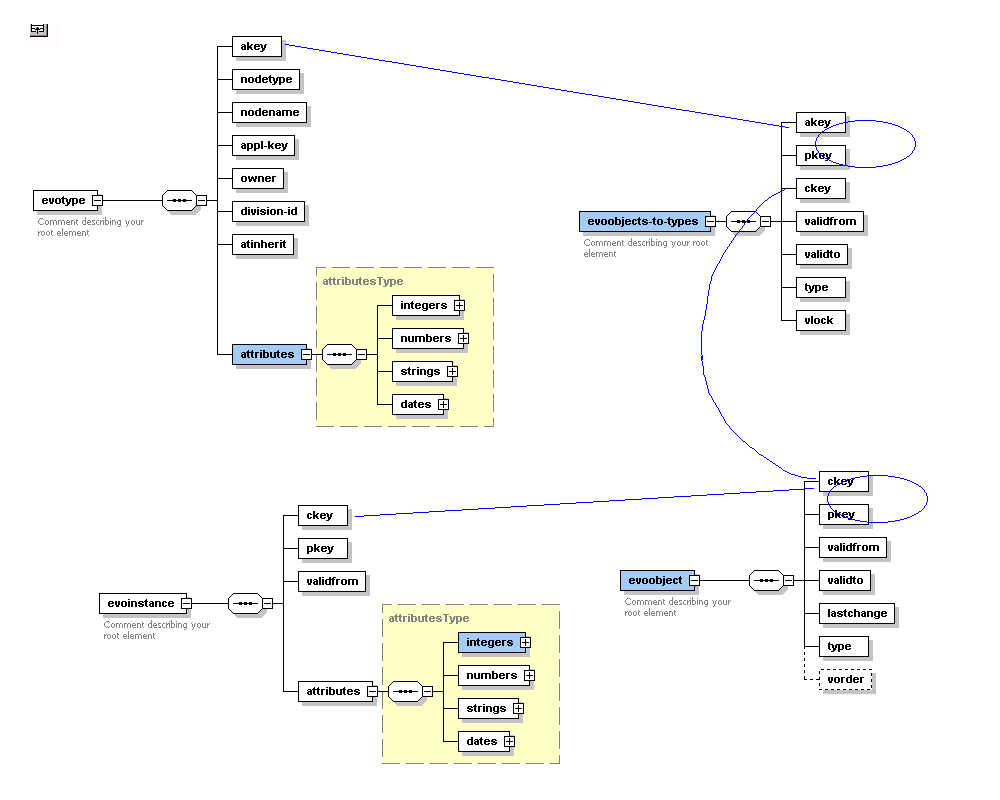 akey
nodetype
nodename
appl-key
owner
division-id
atinherit
evotype
Comment describing your
root element
attributes
attributesType
integers
numbers
strings
dates
akey
pkey
ckey
validfrom
validto
type
vlock
evoobjects-to-types
Comment describing your root
element
ckey
pkey
validfrom
evoinstance
Comment describing your
root element
attributes
attributesType
integers
numbers
strings
dates
ckey
pkey
validfrom
validto
lastchange
type
vorder
evoobject
Comment describing your
root element